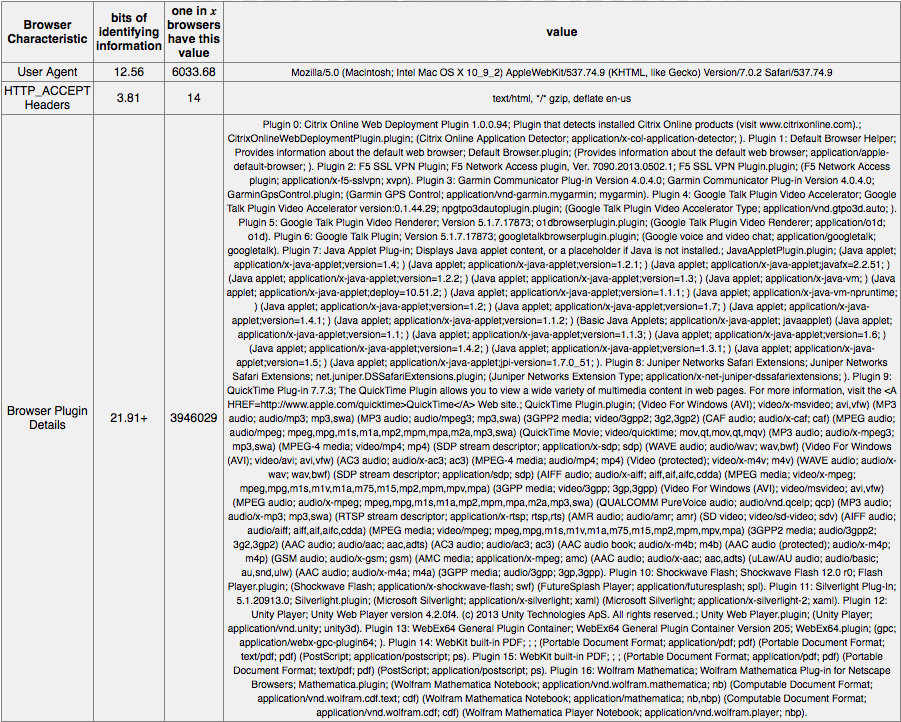 Browser Characteristic
bits of identifying information
one in x browsers have this value
value
User Agent
12.56
6033.68
Mozilla/5.0 (Macintosh; Intel Mac OS X 10_9_2) AppleWebKit/537.74.9 (KHTML, like Gecko) Version/7.0.2 Safari/537.74.9
HTTP_ACCEPT Headers
3.81
14
text/html, */* gzip, deflate en-us
Browser Plugin Details
21.91+
3946029
Plugin 0: Citrix Online Web Deployment Plugin 1.0.0.94; Plugin that detects installed Citrix Online products (visit www.citrixonline.com).;
CitrixOnlineWebDeploymentPlugin.plugin; (Citrix Online Application Detector; application/x-col-application-detector; ). Plugin 1: Default Browser Helper;
Provides information about the default web browser; Default Browser.plugin; (Provides information about the default web browser; application/apple-
default-browser; ). Plugin 2: F5 SSL VPN Plugin; F5 Network Access plugin, Ver. 7090.2013.0502.1; F5 SSL VPN Plugin.plugin; (F5 Network Access
plugin; application/x-f5-sslvpn; xvpn). Plugin 3: Garmin Communicator Plug-in Version 4.0.4.0; Garmin Communicator Plug-in Version 4.0.4.0;
GarminGpsControl.plugin; (Garmin GPS Control; application/vnd-garmin.mygarmin; mygarmin). Plugin 4: Google Talk Plugin Video Accelerator; Google
Talk Plugin Video Accelerator version:0.1.44.29; npgtpo3dautoplugin.plugin; (Google Talk Plugin Video Accelerator Type; application/vnd.gtpo3d.auto; ).
Plugin 5: Google Talk Plugin Video Renderer; Version 5.1.7.17873; o1dbrowserplugin.plugin; (Google Talk Plugin Video Renderer; application/o1d;
o1d). Plugin 6: Google Talk Plugin; Version 5.1.7.17873; googletalkbrowserplugin.plugin; (Google voice and video chat; application/googletalk;
googletalk). Plugin 7: Java Applet Plug-in; Displays Java applet content, or a placeholder if Java is not installed.; JavaAppletPlugin.plugin; (Java applet;
application/x-java-applet;version=1.4; ) (Java applet; application/x-java-applet;version=1.2.1; ) (Java applet; application/x-java-applet;javafx=2.2.51; )
(Java applet; application/x-java-applet;version=1.2.2; ) (Java applet; application/x-java-applet;version=1.3; ) (Java applet; application/x-java-vm; ) (Java
applet; application/x-java-applet;deploy=10.51.2; ) (Java applet; application/x-java-applet;version=1.1.1; ) (Java applet; application/x-java-vm-npruntime;
) (Java applet; application/x-java-applet;version=1.2; ) (Java applet; application/x-java-applet;version=1.7; ) (Java applet; application/x-java-
applet;version=1.4.1; ) (Java applet; application/x-java-applet;version=1.1.2; ) (Basic Java Applets; application/x-java-applet; javaapplet) (Java applet;
application/x-java-applet;version=1.1; ) (Java applet; application/x-java-applet;version=1.1.3; ) (Java applet; application/x-java-applet;version=1.6; )
(Java applet; application/x-java-applet;version=1.4.2; ) (Java applet; application/x-java-applet;version=1.3.1; ) (Java applet; application/x-java-
applet;version=1.5; ) (Java applet; application/x-java-applet;jpi-version=1.7.0_51; ). Plugin 8: Juniper Networks Safari Extensions; Juniper Networks
Safari Extensions; net.juniper.DSSafariExtensions.plugin; (Juniper Networks Extension Type; application/x-net-juniper-dssafariextensions; ). Plugin 9:
QuickTime Plug-in 7.7.3; The QuickTime Plugin allows you to view a wide variety of multimedia content in web pages. For more information, visit the <A
HREF=http://www.apple.com/quicktime>QuickTime</A> Web site.; QuickTime Plugin.plugin; (Video For Windows (AVI); video/x-msvideo; avi,vfw) (MP3
audio; audio/mp3; mp3,swa) (MP3 audio; audio/mpeg3; mp3,swa) (3GPP2 media; video/3gpp2; 3g2,3gp2) (CAF audio; audio/x-caf; caf) (MPEG audio;
audio/mpeg; mpeg,mpg,m1s,m1a,mp2,mpm,mpa,m2a,mp3,swa) (QuickTime Movie; video/quicktime; mov,qt,mov,qt,mqv) (MP3 audio; audio/x-mpeg3;
mp3,swa) (MPEG-4 media; video/mp4; mp4) (SDP stream descriptor; application/x-sdp; sdp) (WAVE audio; audio/wav; wav,bwf) (Video For Windows
(AVI); video/avi; avi,vfw) (AC3 audio; audio/x-ac3; ac3) (MPEG-4 media; audio/mp4; mp4) (Video (protected); video/x-m4v; m4v) (WAVE audio; audio/x-
wav; wav,bwf) (SDP stream descriptor; application/sdp; sdp) (AIFF audio; audio/x-aiff; aiff,aif,aifc,cdda) (MPEG media; video/x-mpeg;
mpeg,mpg,m1s,m1v,m1a,m75,m15,mp2,mpm,mpv,mpa) (3GPP media; video/3gpp; 3gp,3gpp) (Video For Windows (AVI); video/msvideo; avi,vfw)
(MPEG audio; audio/x-mpeg; mpeg,mpg,m1s,m1a,mp2,mpm,mpa,m2a,mp3,swa) (QUALCOMM PureVoice audio; audio/vnd.qcelp; qcp) (MP3 audio;
audio/x-mp3; mp3,swa) (RTSP stream descriptor; application/x-rtsp; rtsp,rts) (AMR audio; audio/amr; amr) (SD video; video/sd-video; sdv) (AIFF audio;
audio/aiff; aiff,aif,aifc,cdda) (MPEG media; video/mpeg; mpeg,mpg,m1s,m1v,m1a,m75,m15,mp2,mpm,mpv,mpa) (3GPP2 media; audio/3gpp2;
3g2,3gp2) (AAC audio; audio/aac; aac,adts) (AC3 audio; audio/ac3; ac3) (AAC audio book; audio/x-m4b; m4b) (AAC audio (protected); audio/x-m4p;
m4p) (GSM audio; audio/x-gsm; gsm) (AMC media; application/x-mpeg; amc) (AAC audio; audio/x-aac; aac,adts) (uLaw/AU audio; audio/basic;
au,snd,ulw) (AAC audio; audio/x-m4a; m4a) (3GPP media; audio/3gpp; 3gp,3gpp). Plugin 10: Shockwave Flash; Shockwave Flash 12.0 r0; Flash
Player.plugin; (Shockwave Flash; application/x-shockwave-flash; swf) (FutureSplash Player; application/futuresplash; spl). Plugin 11: Silverlight Plug-In;
5.1.20913.0; Silverlight.plugin; (Microsoft Silverlight; application/x-silverlight; xaml) (Microsoft Silverlight; application/x-silverlight-2; xaml). Plugin 12:
Unity Player; Unity Web Player version 4.2.0f4. (c) 2013 Unity Technologies ApS. All rights reserved.; Unity Web Player.plugin; (Unity Player;
application/vnd.unity; unity3d). Plugin 13: WebEx64 General Plugin Container; WebEx64 General Plugin Container Version 205; WebEx64.plugin; (gpc;
application/webx-gpc-plugin64; ). Plugin 14: WebKit built-in PDF; ; ; (Portable Document Format; application/pdf; pdf) (Portable Document Format;
text/pdf; pdf) (PostScript; application/postscript; ps). Plugin 15: WebKit built-in PDF; ; ; (Portable Document Format; application/pdf; pdf) (Portable
Document Format; text/pdf; pdf) (PostScript; application/postscript; ps). Plugin 16: Wolfram Mathematica; Wolfram Mathematica Plug-in for Netscape
Browsers; Mathematica.plugin; (Wolfram Mathematica Notebook; application/vnd.wolfram.mathematica; nb) (Computable Document Format;
application/vnd.wolfram.cdf.text; cdf) (Wolfram Mathematica Notebook; application/mathematica; nb,nbp) (Computable Document Format;
application/vnd.wolfram.cdf; cdf) (Wolfram Mathematica Player Notebook; application/vnd.wolfram.player; nbp).